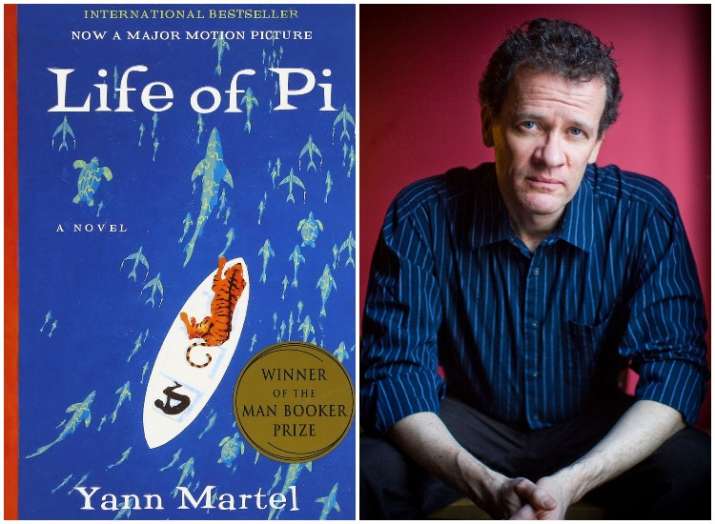 INTERNATIONAL BESTSELLER
NOW A MAJOR MOTION PICTURE
Life of Pi
A NOVEL
WINNER
OF THE
MAN BOOKER
PRIZE
Yann Martel